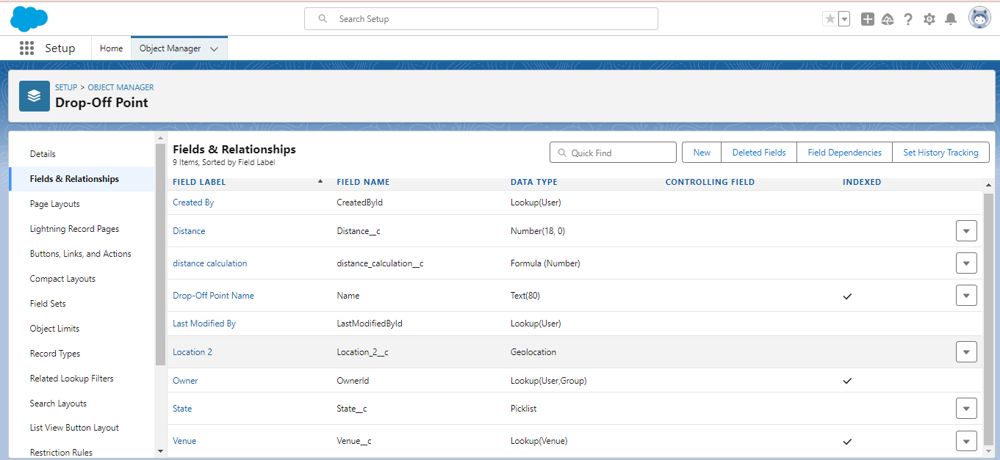 Search Setup
Setup
Home
Object Manager
SETUP > OBJECT MANAGER
Drop-Off Point
Details
Fields & Relationships
Page Layouts
Lightning Record Pages
Buttons, Links, and Actions
Compact Layouts
Field Sets
Object Limits
Record Types
Related Lookup Filters
Search Layouts
List View Button Layout
Restriction Rules
Fields & Relationships
9 Items, Sorted by Field Label
Quick Find
New
Deleted Fields
Field Dependencies
Set History Tracking
FIELD LABEL FIELD NAME DATA TYPE CONTROLLING FIELD INDEXED
Created By CreatedById Lookup(User)
Distance Distance__c Number(18, 0)
distance calculation distance_calculation__c Formula (Number)
Drop-Off Point Name Name Text(80)
Last Modified By LastModifiedById Lookup(User)
Location 2 Location_2__c Geolocation
Owner OwnerId Lookup(User,Group)
State State__c Picklist
Venue Venue__c Lookup(Venue)